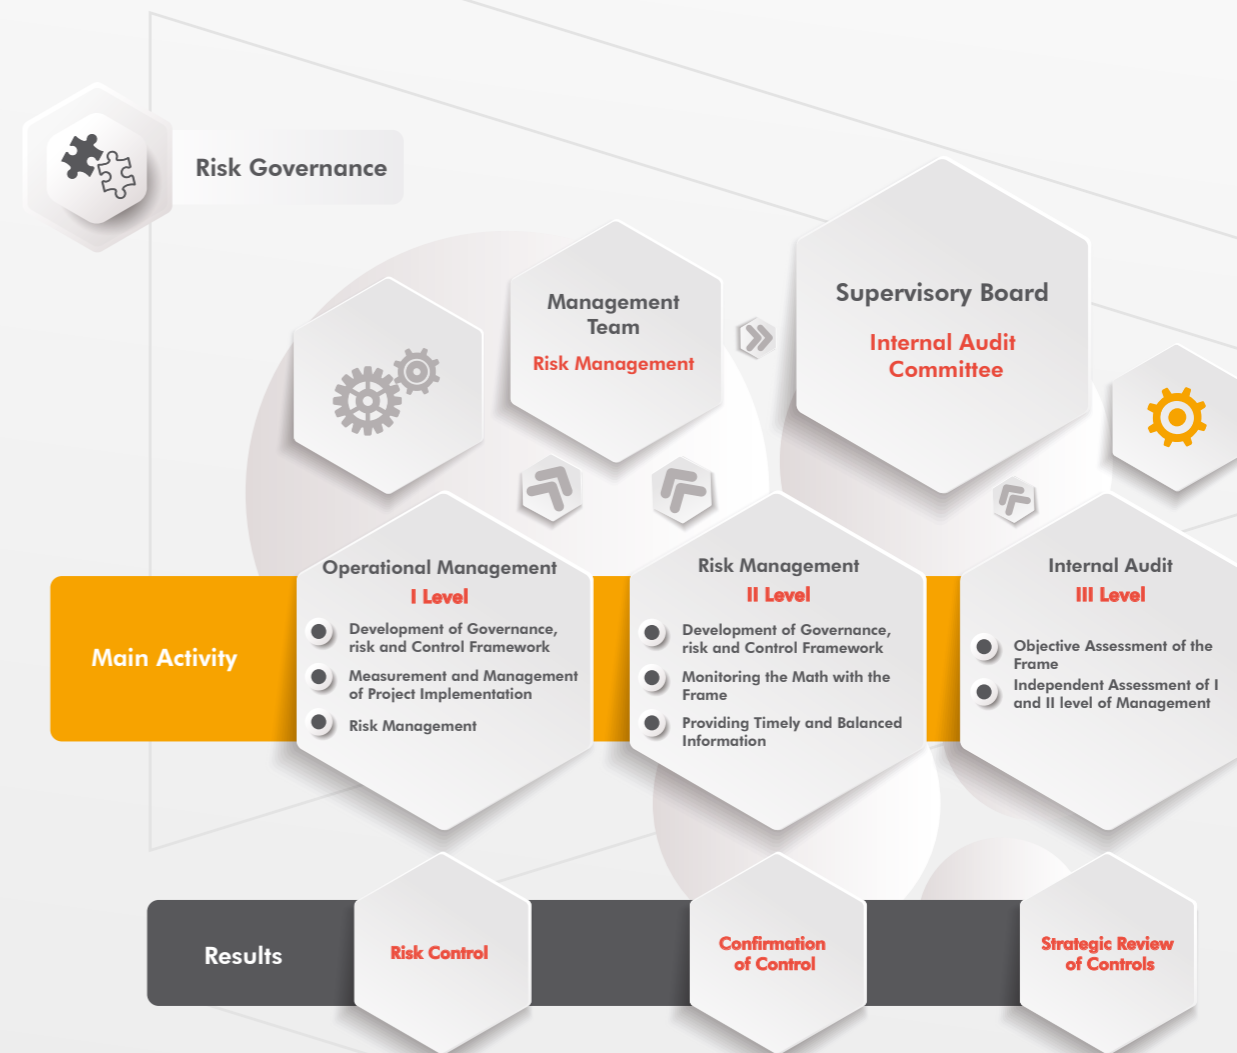 Risk Governance
Management
Team
Risk Management
Supervisory Board
Internal Audit
Committee
Main Activity
Operational Management
I Level
Development of Governance,
risk and Control Framework
Measurement and Management
of Project Implementation
Risk Management
Risk Management
II Level
Development of Governance,
risk and Control Framework
Monitoring the Math with the
Frame
Providing Timely and Balanced
Information
Internal Audit
III Level
Objective Assessment of the
Frame
Independent Assessment of I
and II level of Management
Results
Risk Control
Confirmation
of Control
Strategic Review
of Controls